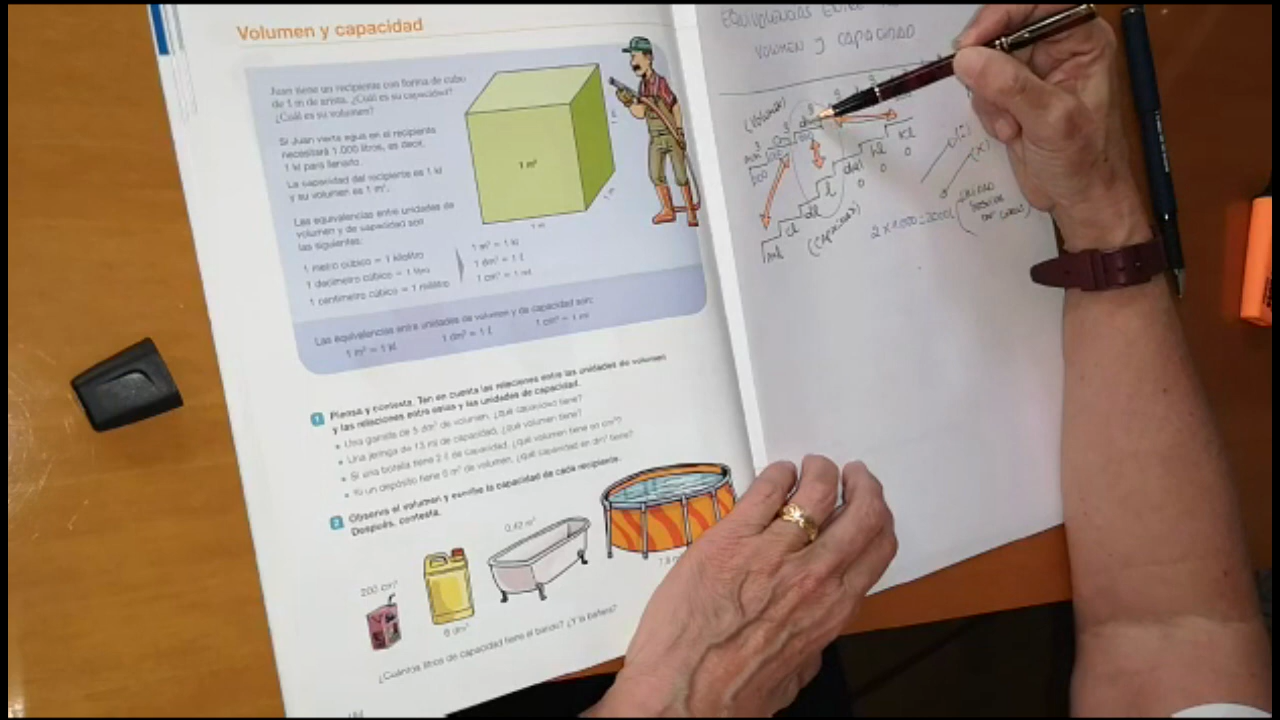 Volumen y capacidad
Juan tiene un recipiente con forma de cubo
de 1 m de arista. ¿Cuál es su capacidad?
¿Cuál es su volumen?
Si Juan vierte agua en el recipiente
necesitará 1.000 litros, es decir,
1 kl para llenarlo.
La capacidad del recipiente es 1 kl
y su volumen es 1 m³.
Las equivalencias entre unidades de
volumen y de capacidad son
las siguientes:
1 metro cúbico = 1 kilolitro
1 decímetro cúbico = 1 litro
1 centímetro cúbico = 1 mililitro
1 m³ = 1 kl
1 dm³ = 1 ℓ
1 cm³ = 1 ml
1 m³
1 m
1 m
Las equivalencias entre unidades de volumen y de capacidad son:
1 m³ = 1 kl 1 dm³ = 1 ℓ 1 cm³ = 1 ml
1 Piensa y contesta. Ten en cuenta las relaciones entre las unidades de volumen
y las relaciones entre estas y las unidades de capacidad.
• Una garrafa de 5 dm³ de volumen, ¿qué capacidad tiene?
• Una jeringa de 13 ml de capacidad, ¿qué volumen tiene?
• Si una botella tiene 2 ℓ de capacidad, ¿qué volumen tiene en cm³?
• Y un depósito tiene m³ de volumen, ¿qué capacidad en tiene?
2 Observa el volumen y escribe la capacidad de cada recipiente.
Después, contesta.
200 cm³
8 dm³
0,42 m³
7,8
¿Cuántos litros de capacidad tiene el ¿Y la bañera?
EQUIVALENCIAS ENTRE
VOLUMEN Y CAPACIDAD
(VOLUMEN)
ml cl dl l dal hl kl
0 0 0
(CAPACIDAD)
(:)
(x)
2 x 1.000 = 2000